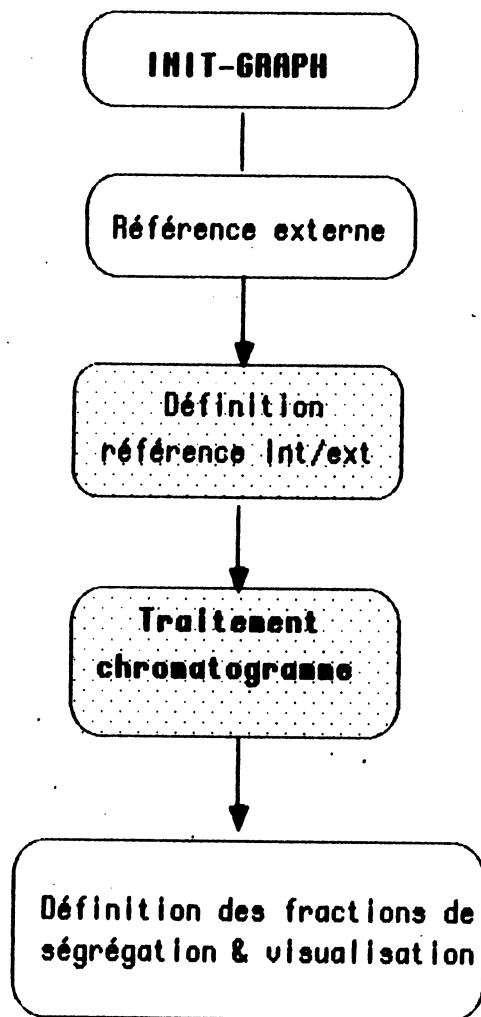 INIT-GRAPH
Référence externe
Définition
référence int/ext
Traitement
chromatogramme
Définition des fractions de
ségrégation & visualisation